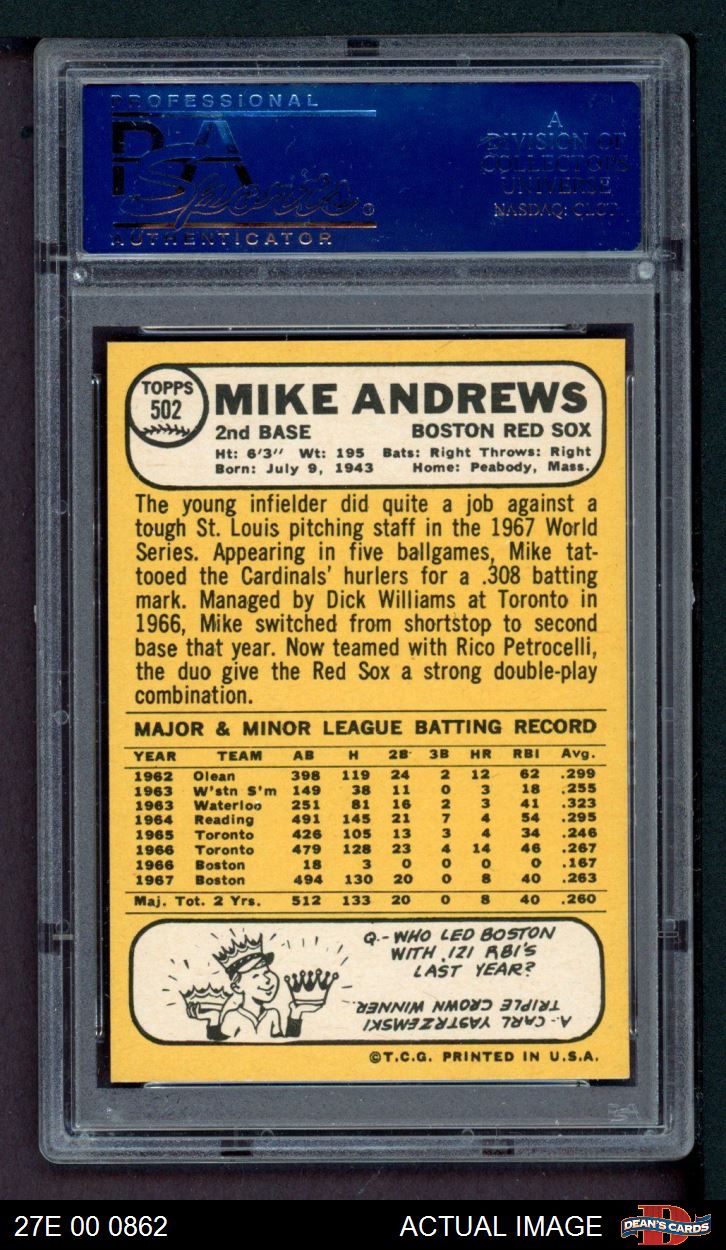 PROFESSIONAL
PSA
Sports®
AUTHENTICATOR
A
DIVISION OF
COLLECTORS
UNIVERSE
NASDAQ: CLCT
TOPPS
502
MIKE ANDREWS
2nd BASE BOSTON RED SOX
Ht: 6'3" Wt: 195 Bats: Right Throws: Right
Born: July 9, 1943 Home: Peabody, Mass.
The young infielder did quite a job against a
tough St. Louis pitching staff in the 1967 World
Series. Appearing in five ballgames, Mike tat-
tooed the Cardinals' hurlers for a .308 batting
mark. Managed by Dick Williams at Toronto in
1966, Mike switched from shortstop to second
base that year. Now teamed with Rico Petrocelli,
the duo give the Red Sox a strong double-play
combination.
MAJOR & MINOR LEAGUE BATTING RECORD
YEAR TEAM AB H 2B 3B HR RBI Avg.
1962 Olean 398 119 24 2 12 62 .299
1963 W'stn S'm 149 38 11 0 3 18 .255
1963 Waterloo 251 81 16 2 3 41 .323
1964 Reading 491 145 21 7 4 54 .295
1965 Toronto 426 105 13 3 4 34 .246
1966 Toronto 479 128 23 4 14 46 .267
1966 Boston 18 3 0 0 0 0 .167
1967 Boston 494 130 20 0 8 40 .263
Maj. Tot. 2 Yrs. 512 133 20 0 8 40 .260
Q.- WHO LED BOSTON
WITH 121 RBI'S
LAST YEAR?
A.- CARL YASTRZEMSKI
TRIPLE CROWN WINNER.
©T.C.G. PRINTED IN U.S.A.
27E 00 0862 ACTUAL IMAGE
DEAN'S CARDS